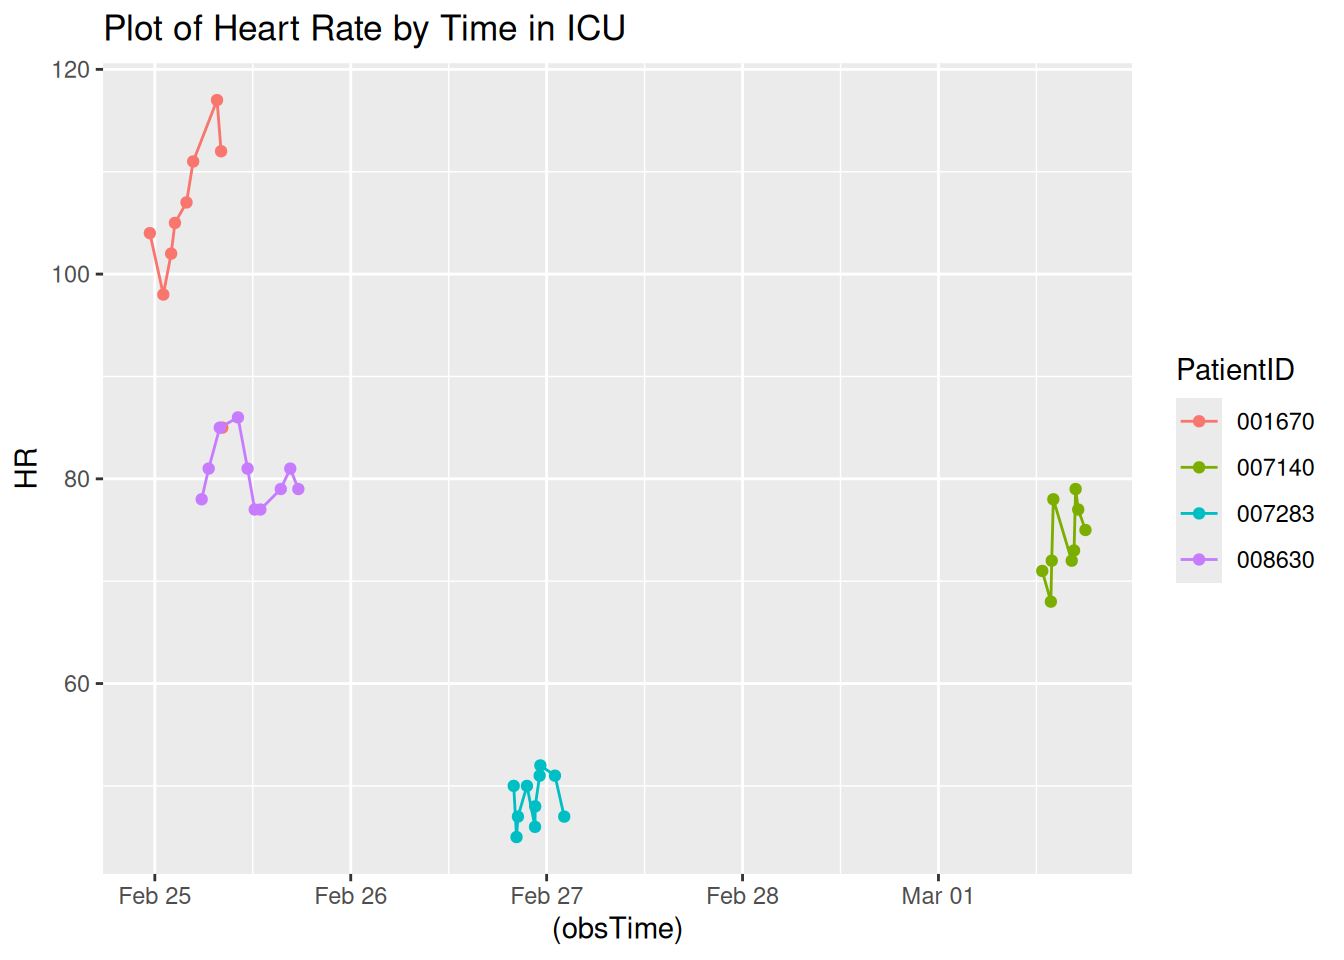 Plot of Heart Rate by Time in ICU
120
100
80
60
HR
Feb 25
Feb 26
Feb 27
Feb 28
Mar 01
(obsTime)
PatientID
001670
007140
007283
008630